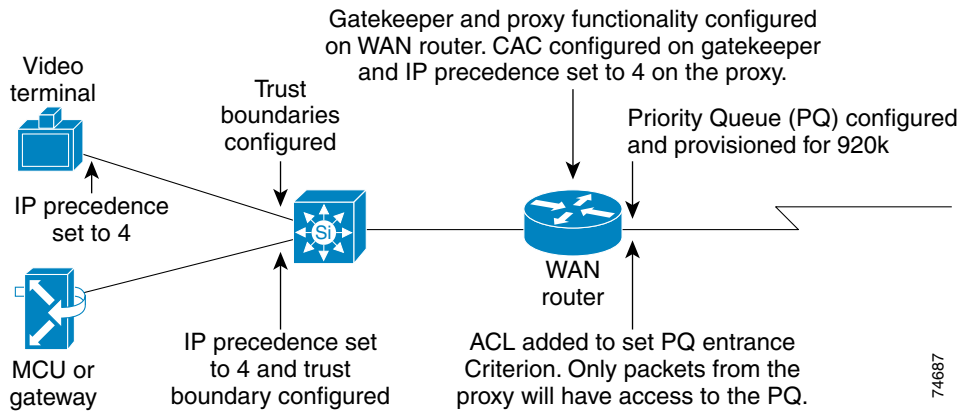 Gatekeeper and proxy functionality configured
on WAN router. CAC configured on gatekeeper
and IP precedence set to 4 on the proxy.
Video
terminal
Trust
boundaries
configured
Priority Queue (PQ) configured
and provisioned for 920k
IP precedence
set to 4
Si
WAN
router
MCU or
gateway
IP precedence set
to 4 and trust
boundary configured
ACL added to set PQ entrance
Criterion. Only packets from the
proxy will have access to the PQ.
74687